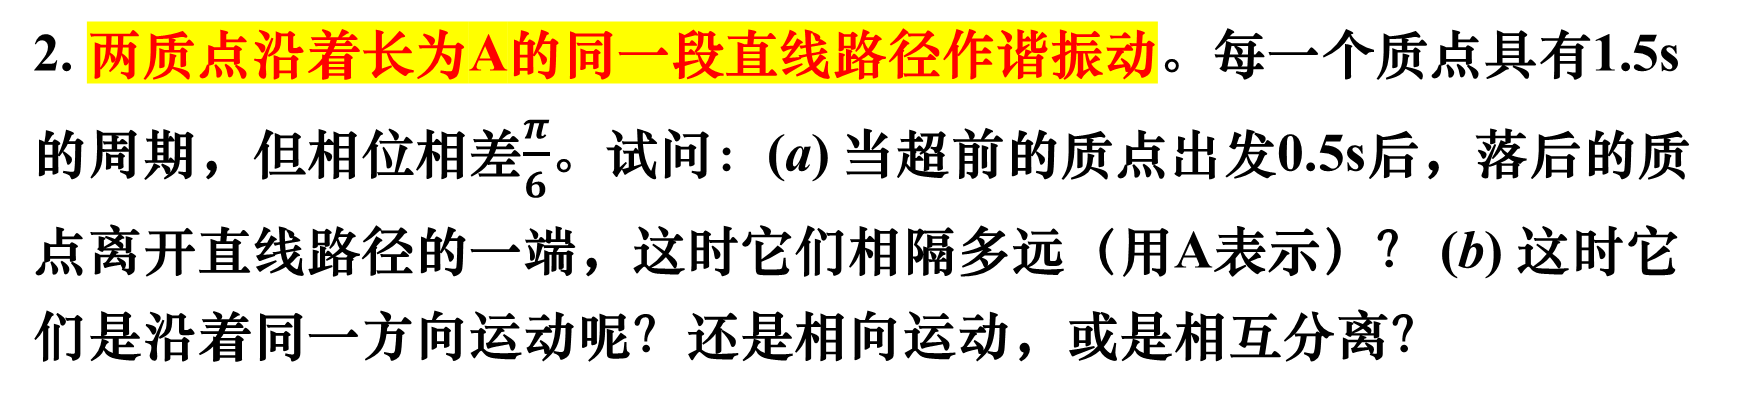 2. 两质点沿着长为A的同一段直线路径作谐振动。每一个质点具有1.5s
的周期，但相位相差π/6。试问：(a) 当超前的质点出发0.5s后，落后的质
点离开直线路径的一端，这时它们相隔多远（用A表示）？ (b) 这时它
们是沿着同一方向运动呢？还是相向运动，或是相互分离？